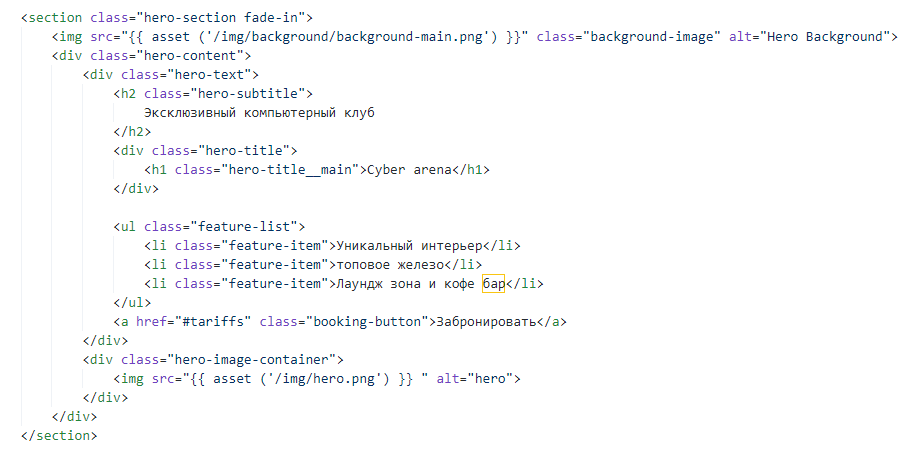 <section class="hero-section fade-in">
    <img src="{{ asset ('/img/background/background-main.png') }}" class="background-image" alt="Hero Background">
    <div class="hero-content">
        <div class="hero-text">
            <h2 class="hero-subtitle">
                Эксклюзивный компьютерный клуб
            </h2>
            <div class="hero-title">
                <h1 class="hero-title__main">Cyber arena</h1>
            </div>

            <ul class="feature-list">
                <li class="feature-item">Уникальный интерьер</li>
                <li class="feature-item">топовое железо</li>
                <li class="feature-item">Лаундж зона и кофе бар</li>
            </ul>
            <a href="#tariffs" class="booking-button">Забронировать</a>
        </div>
        <div class="hero-image-container">
            <img src="{{ asset ('/img/hero.png') }} " alt="hero">
        </div>
    </div>
</section>